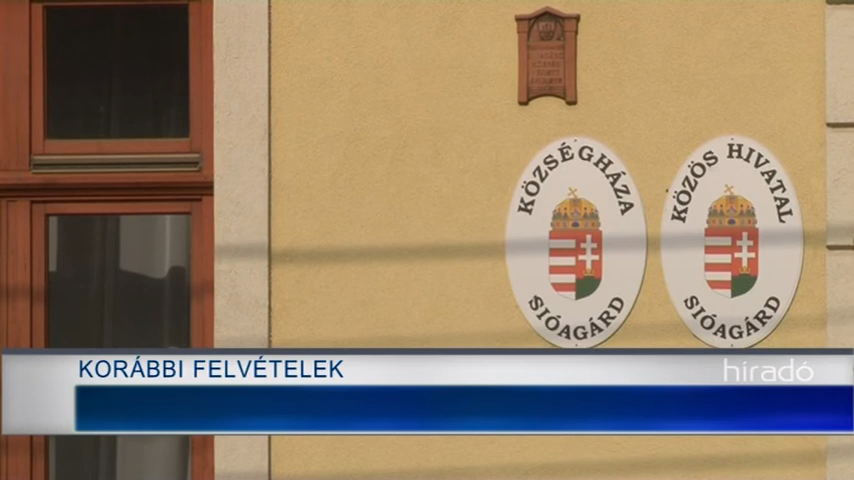 KÖZSÉGHÁZA
SIÓAGÁRD
KÖZÖS HIVATAL
SIÓAGÁRD
KORÁBBI FELVÉTELEK
híradó